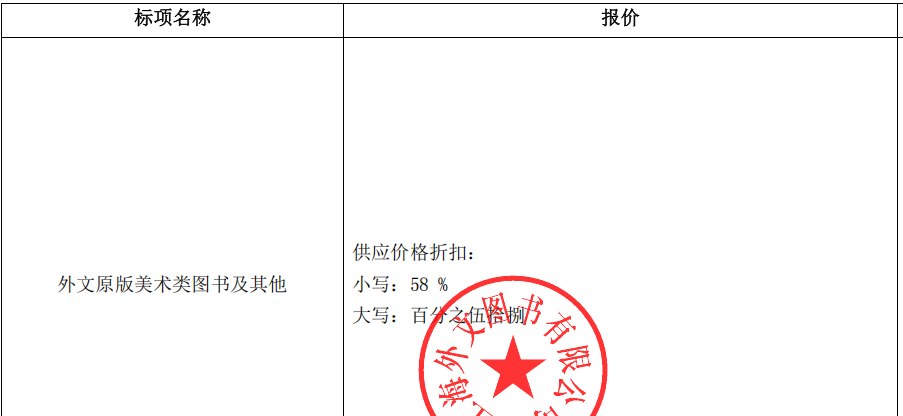 标项名称
报价
外文原版美术类图书及其他
供应价格折扣：
小写：58 %
大写：百分之伍拾捌
海外文图书有限公